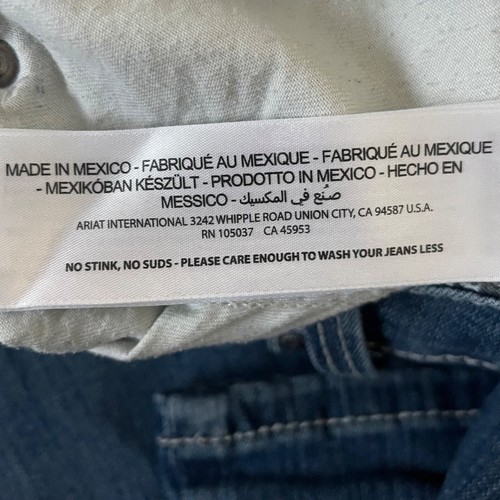 MADE IN MEXICO - FABRIQUÉ AU MEXIQUE - FABRIQUÉ AU MEXIQUE
- MEXIKÓBAN KÉSZÜLT - PRODOTTO IN MEXICO - HECHO EN
MESSICO - صُنع في المكسيك
ARIAT INTERNATIONAL 3242 WHIPPLE ROAD UNION CITY, CA 94587 U.S.A.
RN 105037 CA 45953
NO STINK, NO SUDS - PLEASE CARE ENOUGH TO WASH YOUR JEANS LESS